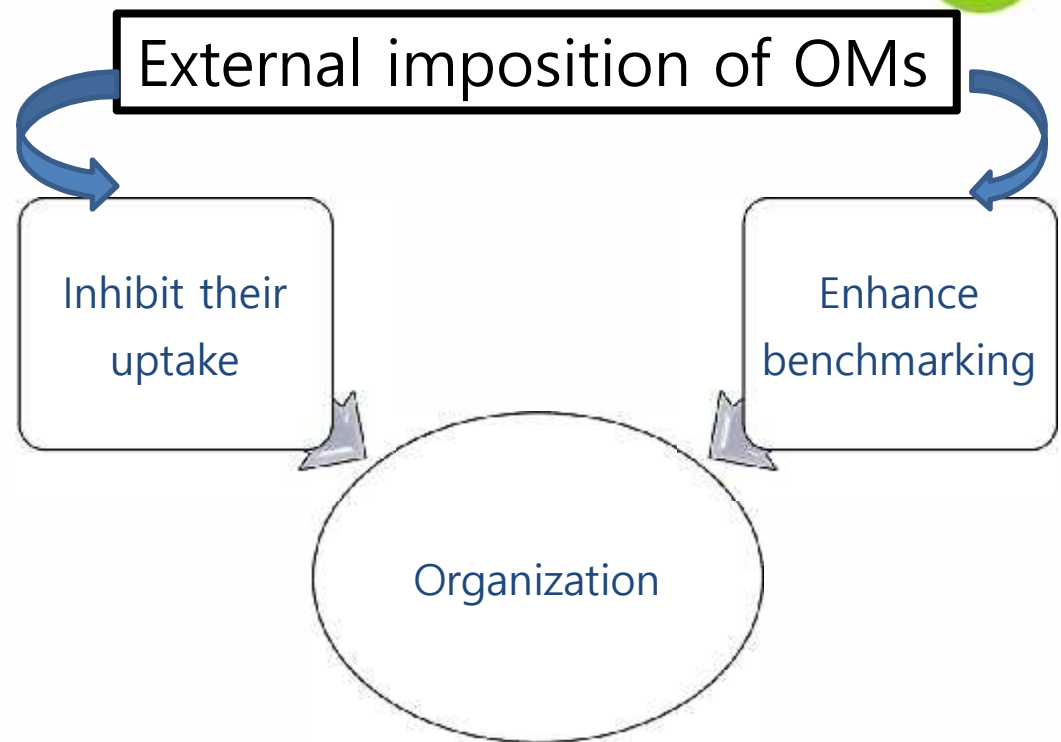 External imposition of OMs
Inhibit their
uptake
Enhance
benchmarking
Organization